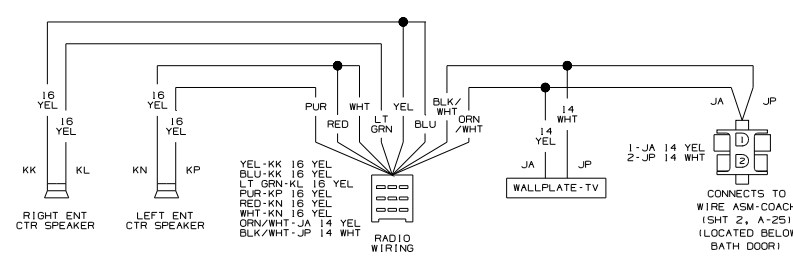 16
YEL
16
YEL
KK
KL
RIGHT ENT
CTR SPEAKER
16
YEL
16
YEL
KN
KP
LEFT ENT
CTR SPEAKER
PUR
RED
WHT
LT
GRN
YEL
BLU
BLK/
WHT
ORN
/WHT
YEL-KK 16 YEL
BLU-KK 16 YEL
LT GRN-KL 16 YEL
PUR-KP 16 YEL
RED-KN 16 YEL
WHT-KN 16 YEL
ORN/WHT-JA 14 YEL
BLK/WHT-JP 14 WHT
RADIO
WIRING
14
YEL
14
WHT
JA
JP
WALLPLATE-TV
JA
JP
1-JA 14 YEL
2-JP 14 WHT
1
2
CONNECTS TO
WIRE ASM-COACH
(SHT 2, A-25)
(LOCATED BELOW
BATH DOOR)